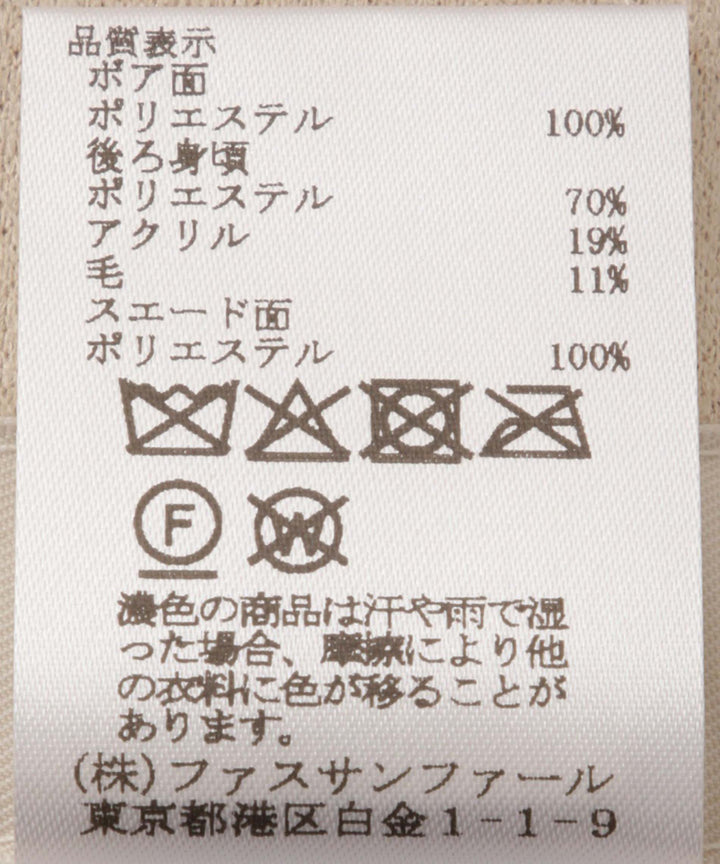 品質表示
ボア面
ポリエステル 100%
後ろ身頃
ポリエステル 70%
アクリル 19%
毛 11%
スエード面
ポリエステル 100%
F W
濃色の商品は汗や雨で湿
った場合、摩擦により他
の衣料に色が移ることが
あります。
(株)ファスサンファール
東京都港区白金1-1-9